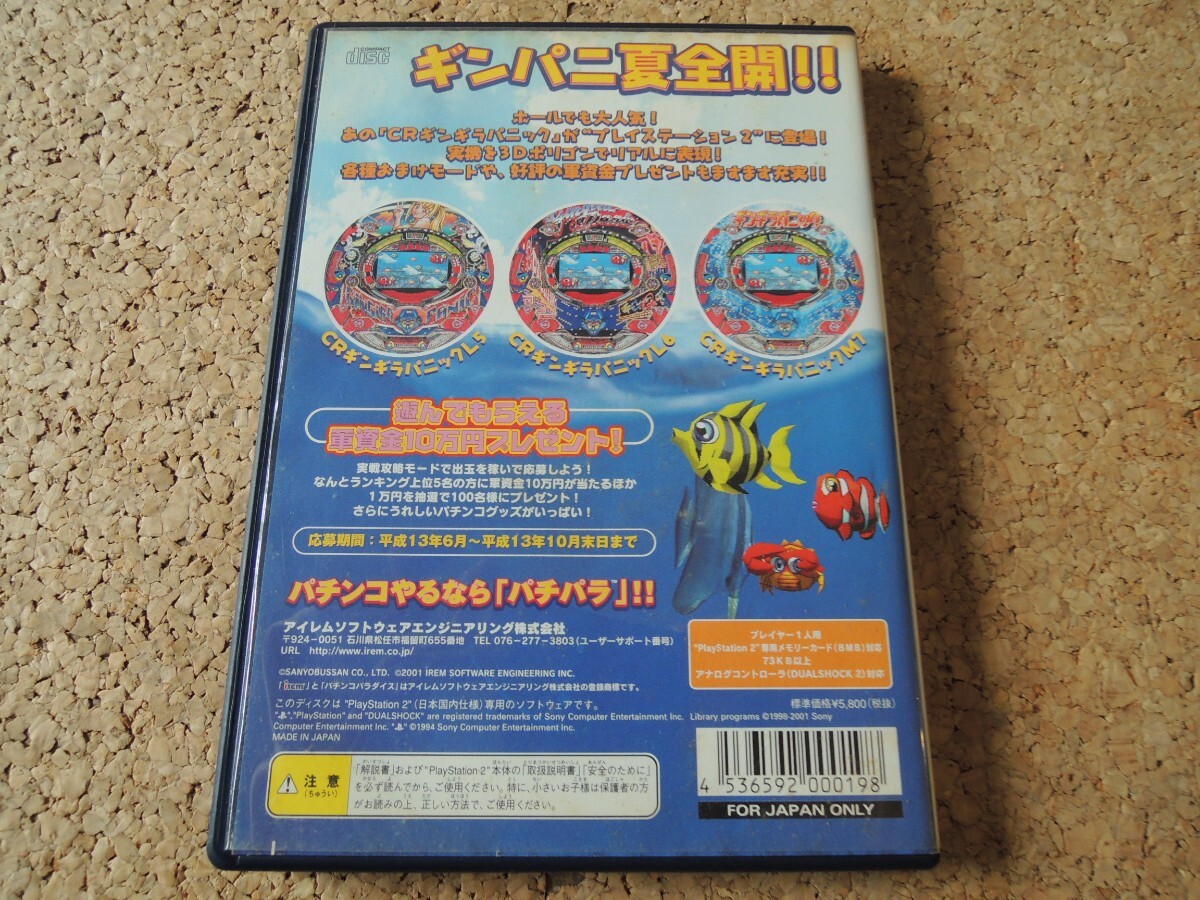 COMPACT
disc
ギンパニ夏全開!!
ホールでも大人気!
あの「CRギンギラパニック」が"プレイステーション 2"に登場!
実機を3Dポリゴンでリアルに表現!
各種おまけモードや、好評の軍資金プレゼントもますます充実!!
ギンギラパニック
CRギンギラパニックL5
CRギンギラパニックL6
CRギンギラパニックM7
遊んでもらえる
軍資金10万円プレゼント!
実戦攻略モードで出玉を稼いで応募しよう!
なんとランキング上位5名の方に軍資金10万円が当たるほか
1万円を抽選で100名様にプレゼント!
さらにうれしいパチンコグッズがいっぱい!
応募期間:平成13年6月~平成13年10月末日まで
パチンコやるなら「パチパラ」™!!
アイレムソフトウェアエンジニアリング株式会社
〒924-0051 石川県松任市福留町655番地 TEL 076-277-3803(ユーザーサポート番号)
URL http://www.irem.co.jp/
©SANYOBUSSAN CO., LTD. ©2001 IREM SOFTWARE ENGINEERING INC.
「irem」と「パチンコパラダイス」はアイレムソフトウェアエンジニアリング株式会社の登録商標です。
このディスクは "PlayStation 2"(日本国内仕様)専用のソフトウェアです。
" ","PlayStation" and "DUALSHOCK" are registered trademarks of Sony Computer Entertainment Inc. Library programs ©1998-2001 Sony
Computer Entertainment Inc. " " ©1994 Sony Computer Entertainment Inc.
MADE IN JAPAN
プレイヤー1人用
"PlayStation 2"専用メモリーカード(8MB)対応
73KB以上
アナログコントローラ(DUALSHOCK 2)対応
標準価格¥5,800(税抜)
注意
(ちゅうい)
「解説書」および"PlayStation 2"本体の「取扱説明書」「安全のために」
を必ず読んでから、ご使用ください。特に、小さいお子様は保護者の方
がお読みの上、正しい方法で、ご使用ください。
4 536592 000198
FOR JAPAN ONLY